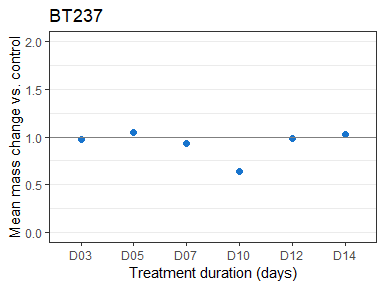 BT237
Mean mass change vs. control
2.0
1.5
1.0
0.5
0.0
D03 D05 D07 D10 D12 D14
Treatment duration (days)